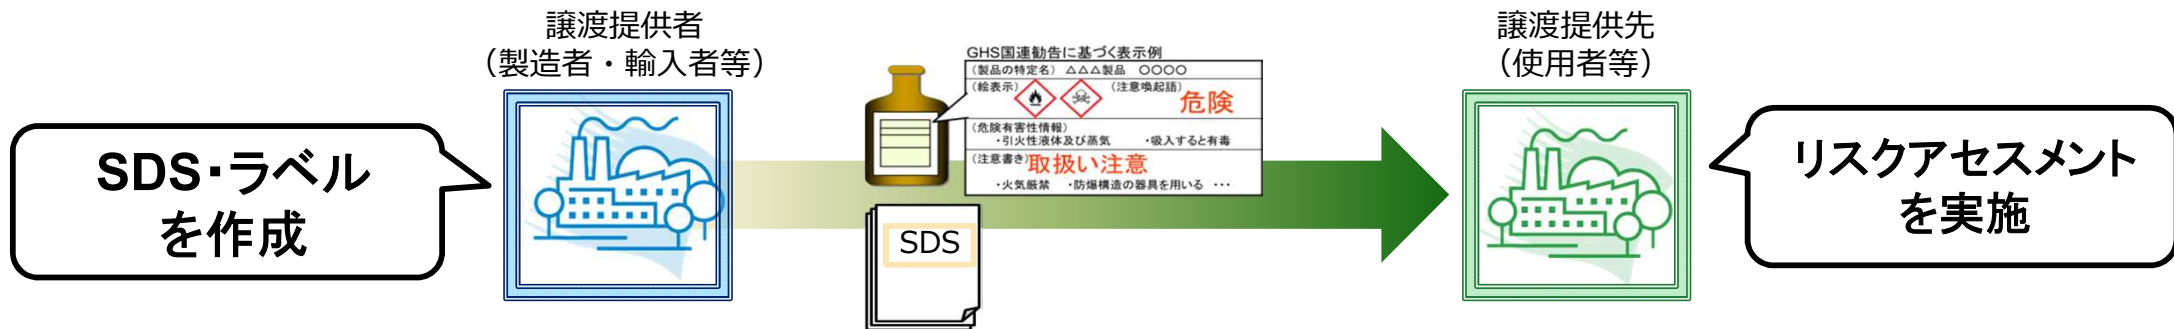 譲渡提供者
（製造者・輸入者等）
SDS・ラベル
を作成
GHS国連勧告に基づく表示例
（製品の特定名） △△△製品 ○○○○
（絵表示）
（注意喚起語）
危険
（危険有害性情報）
・引火性液体及び蒸気 ・吸入すると有毒
（注意書き）取扱い注意
・火気厳禁 ・防爆構造の器具を用いる ･･･
SDS
譲渡提供先
（使用者等）
リスクアセスメント
を実施